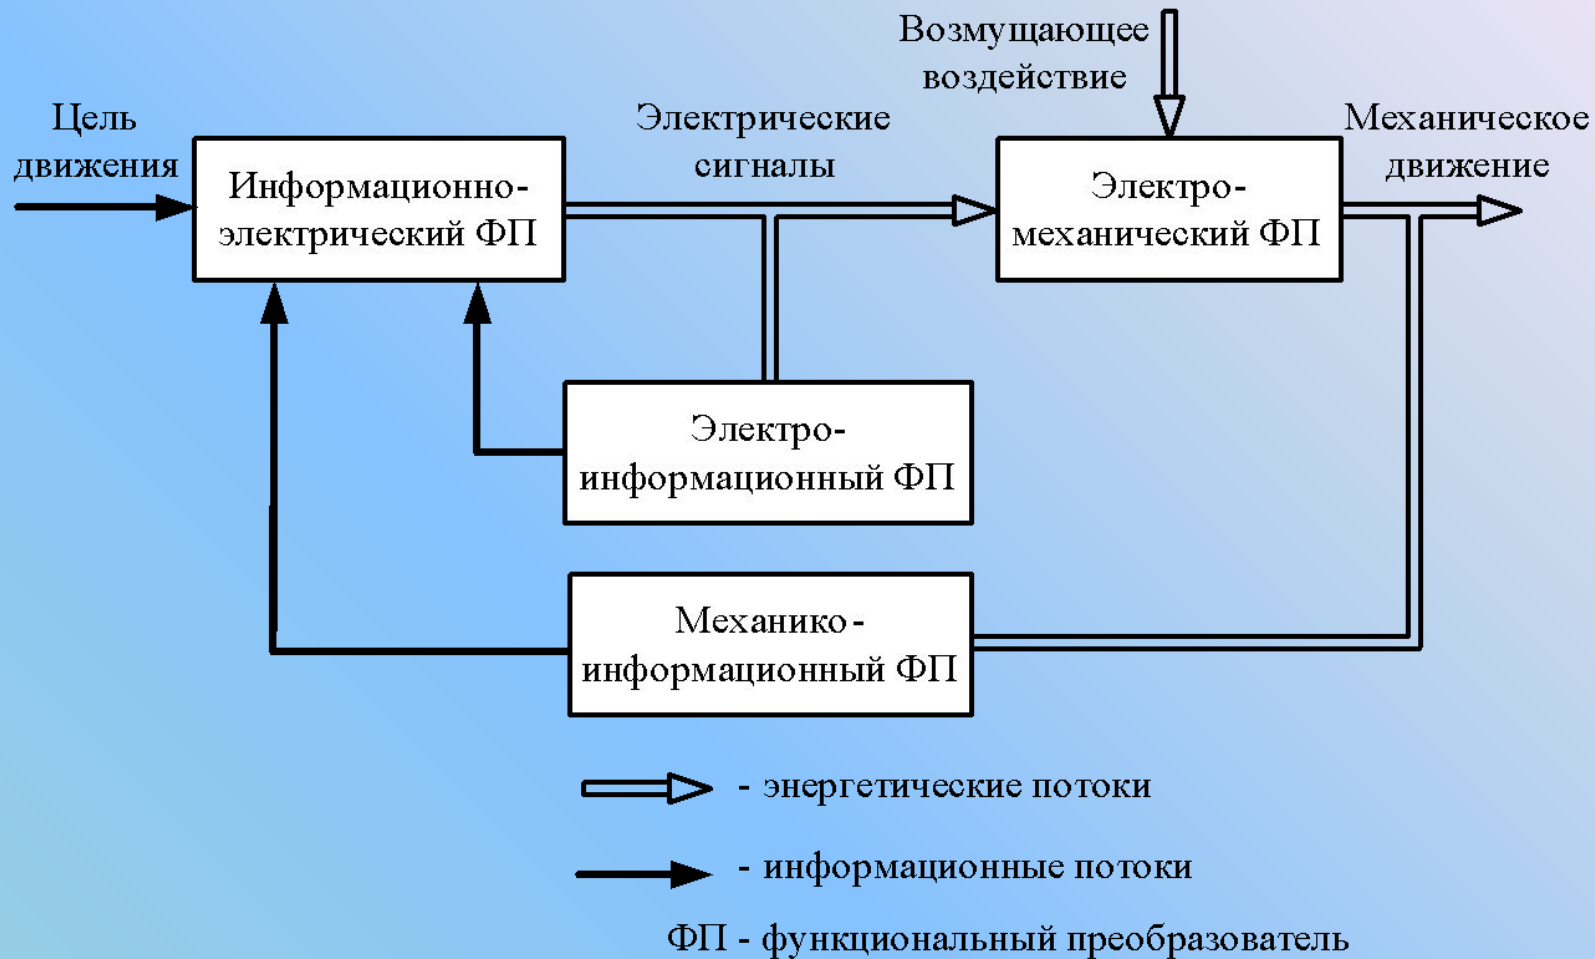 Возмущающее
воздействие
Цель
движения
Электрические
сигналы
Механическое
движение
Информационно-
электрический ФП
Электро-
механический ФП
Электро-
информационный ФП
Механико-
информационный ФП
- энергетические потоки
- информационные потоки
ФП - функциональный преобразователь